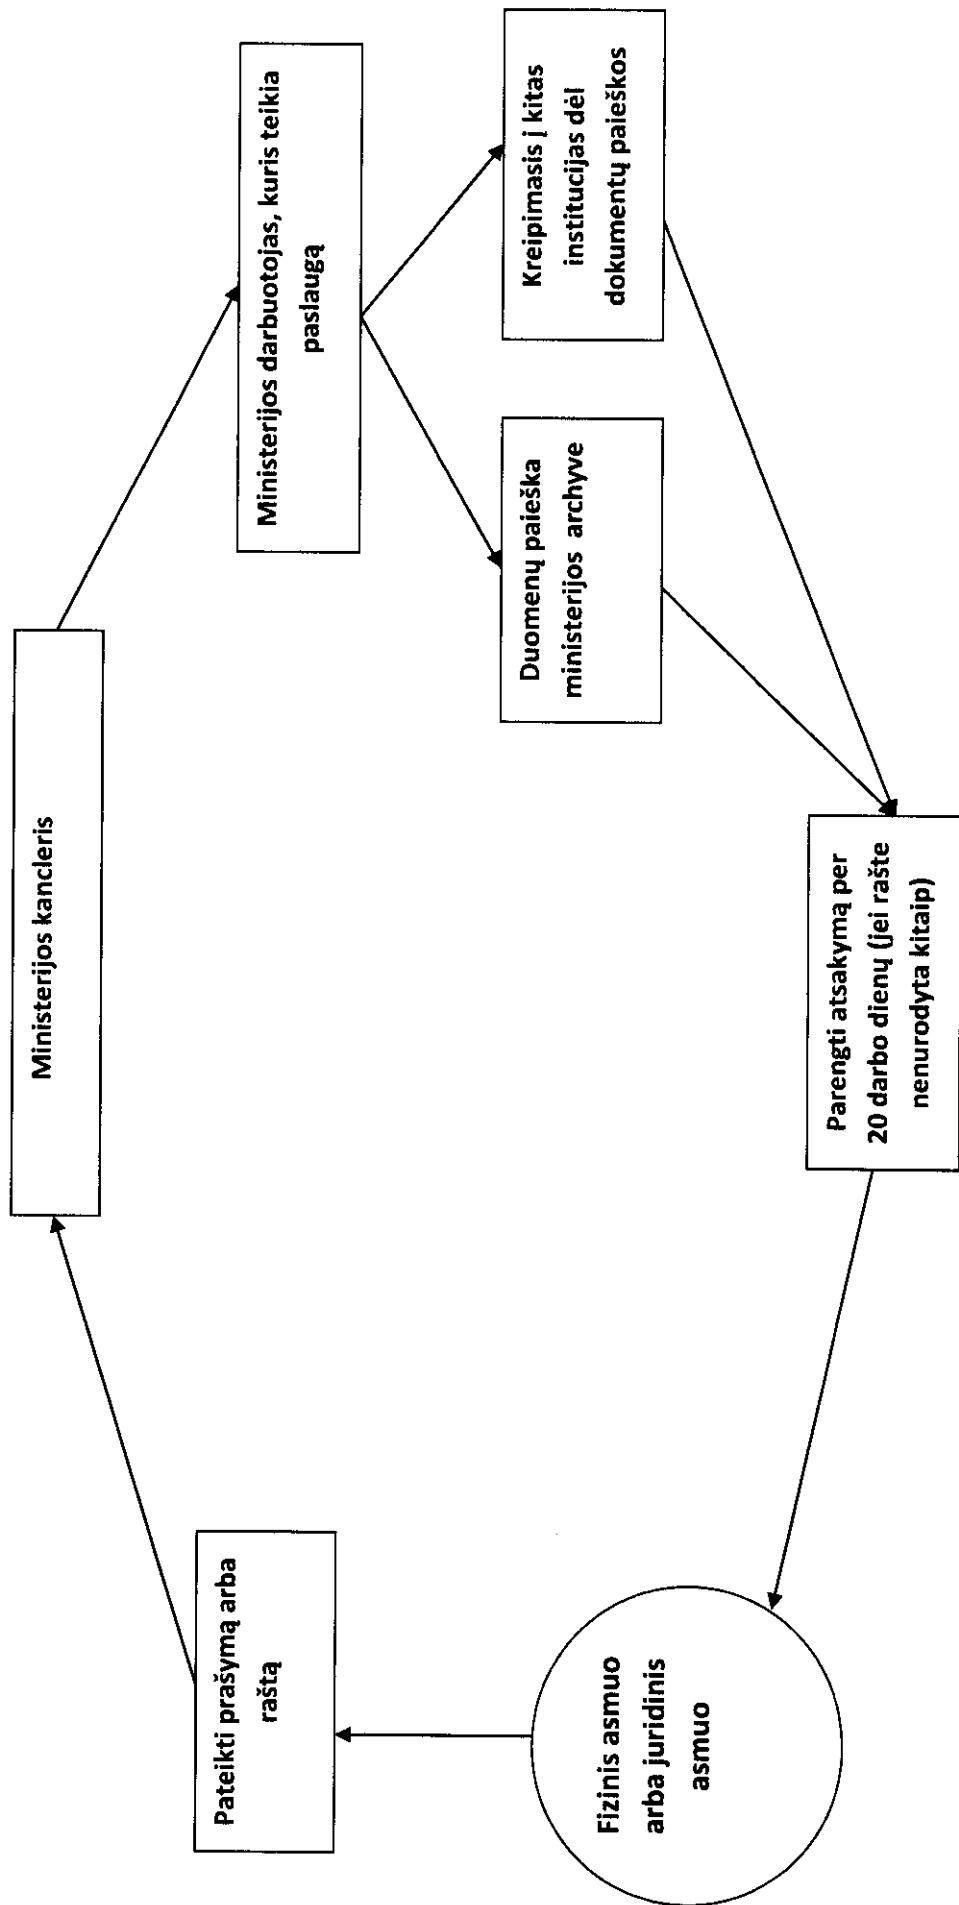 Ministerijos kancleris
Pateikti prašymą arba
raštą
Ministerijos darbuotojas, kuris teikia
paslaugą
Fizinis asmuo
arba juridinis
asmuo
Duomenų paieška
ministerijos archyve
Kreipimasis į kitas
institucijas dėl
dokumentų paieškos
Parengti atsakymą per
20 darbo dienų (jei rašte
nenurodyta kitaip)